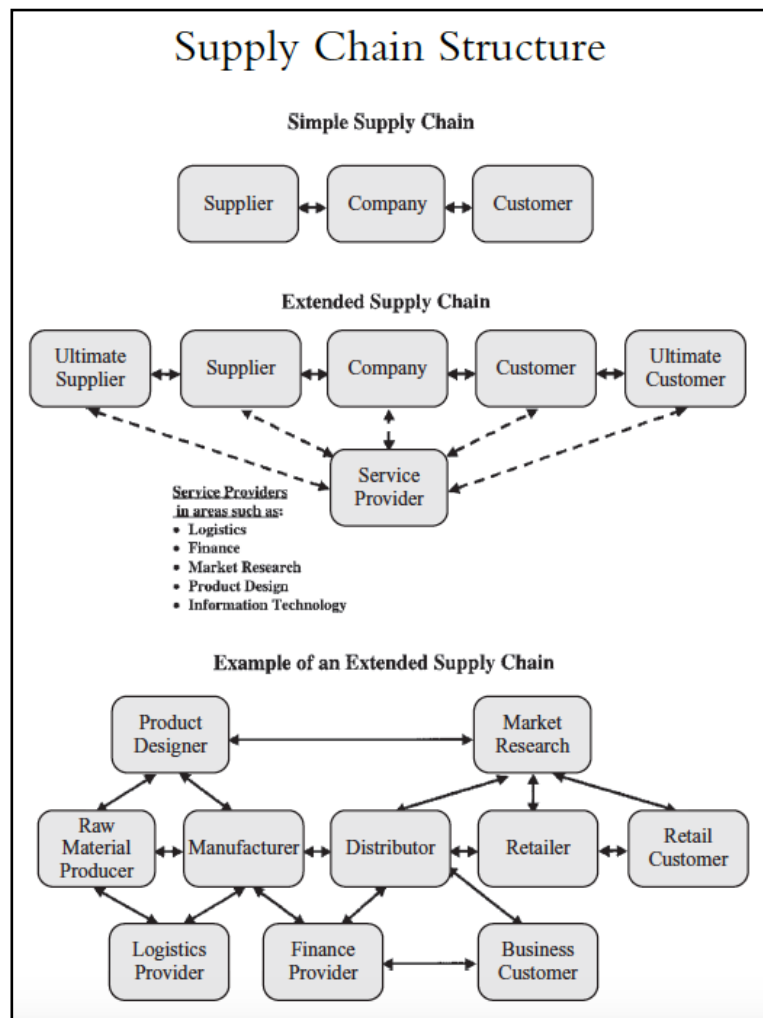 Supply Chain Structure
Simple Supply Chain
Supplier
Company
Customer
Extended Supply Chain
Ultimate
Supplier
Supplier
Company
Customer
Ultimate
Customer
Service
Provider
Service Providers
in areas such as:
• Logistics
• Finance
• Market Research
• Product Design
• Information Technology
Example of an Extended Supply Chain
Product
Designer
Market
Research
Raw
Material
Producer
Manufacturer
Distributor
Retailer
Retail
Customer
Logistics
Provider
Finance
Provider
Business
Customer